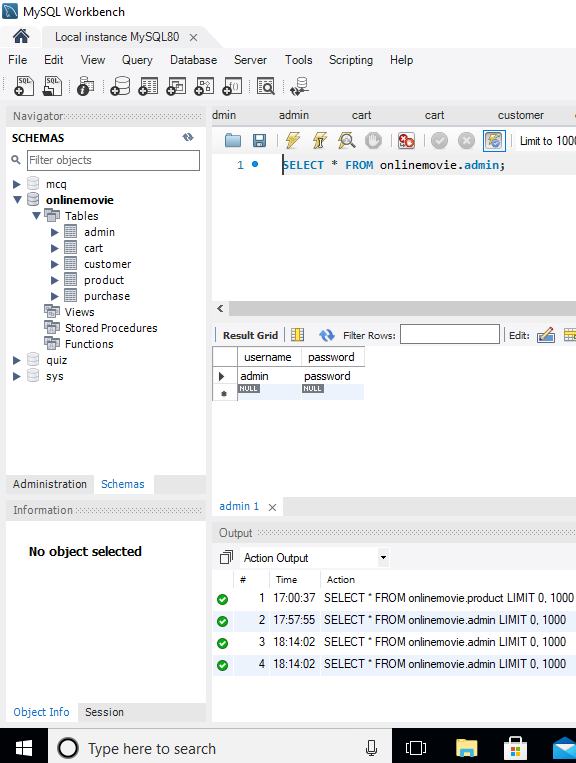 MySQL Workbench
Local instance MySQL80 ×
File Edit View Query Database Server Tools Scripting Help
SQL SQL
Navigator
SCHEMAS
Filter objects
mcq
onlinemovie
Tables
admin
cart
customer
product
purchase
Views
Stored Procedures
Functions
quiz
sys
Administration Schemas
Information
No object selected
Object Info Session
dmin admin cart cart customer
Limit to 1000
1 SELECT * FROM onlinemovie.admin;
Result Grid Filter Rows: Edit:
username password
admin password
NULL NULL
admin 1 ×
Output
Action Output
# Time Action
1 17:00:37 SELECT * FROM onlinemovie.product LIMIT 0, 1000
2 17:57:55 SELECT * FROM onlinemovie.admin LIMIT 0, 1000
3 18:14:02 SELECT * FROM onlinemovie.admin LIMIT 0, 1000
4 18:14:02 SELECT * FROM onlinemovie.admin LIMIT 0, 1000
Type here to search